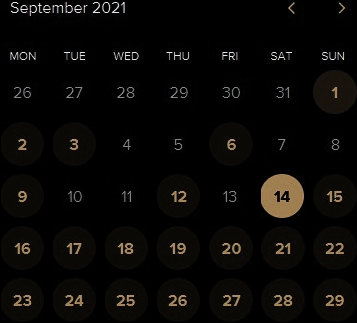 September 2021
MON TUE WED THU FRI SAT SUN
26 27 28 29 30 31 1
2 3 4 5 6 7 8
9 10 11 12 13 14 15
16 17 18 19 20 21 22
23 24 25 26 27 28 29